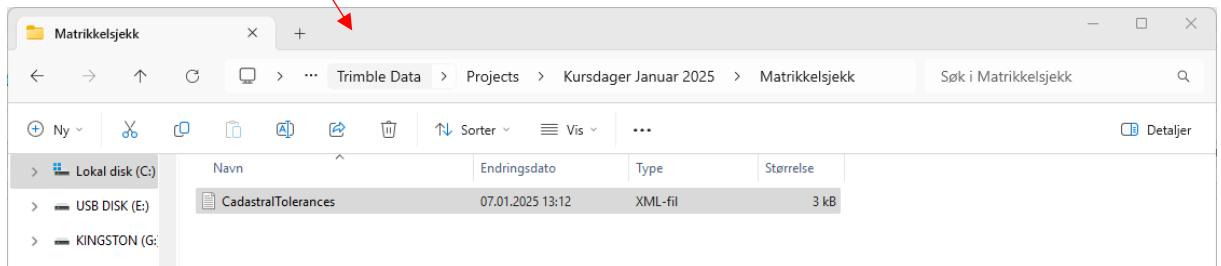 Matrikkelsjekk
··· Trimble Data > Projects > Kursdager Januar 2025 > Matrikkelsjekk Søk i Matrikkelsjekk
Ny Sorter Vis ··· Detaljer
Lokal disk (C:) Navn Endringsdato Type Størrelse
USB DISK (E:) CadastralTolerances 07.01.2025 13:12 XML-fil 3 kB
KINGSTON (G: